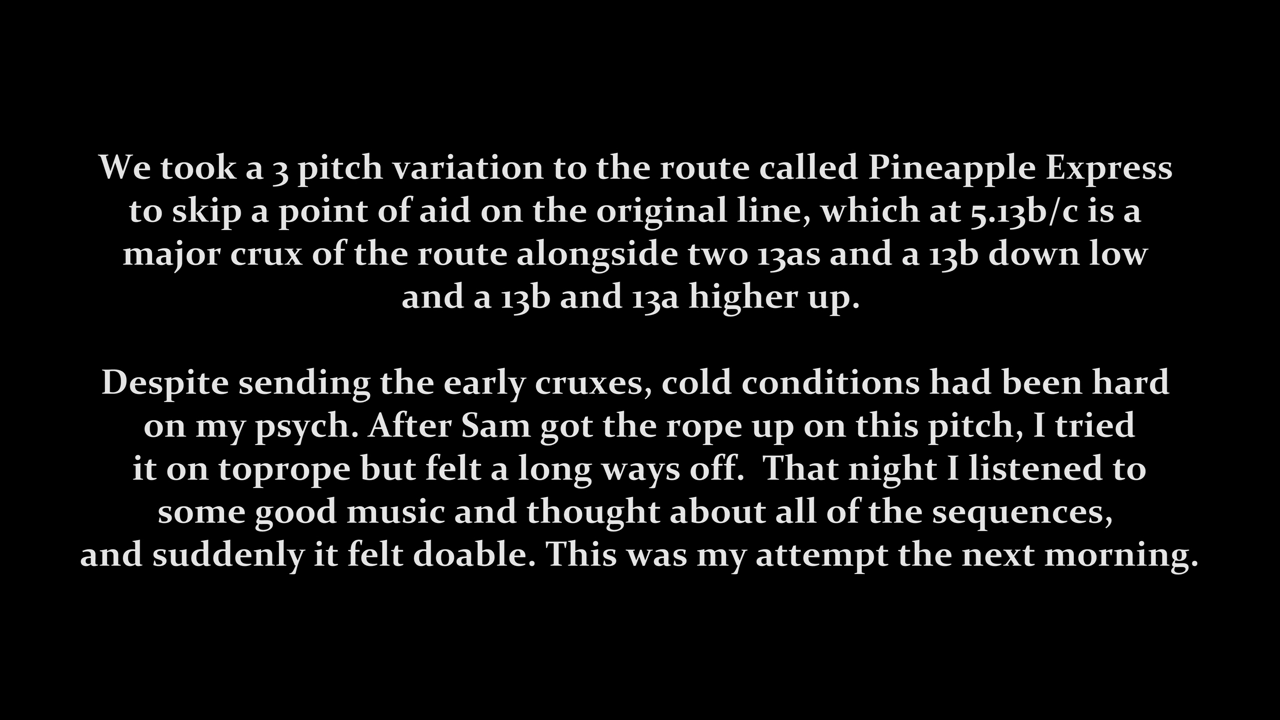 We took a 3 pitch variation to the route called Pineapple Express
to skip a point of aid on the original line, which at 5.13b/c is a
major crux of the route alongside two 13as and a 13b down low
and a 13b and 13a higher up.
Despite sending the early cruxes, cold conditions had been hard
on my psych. After Sam got the rope up on this pitch, I tried
it on toprope but felt a long ways off.  That night I listened to
some good music and thought about all of the sequences,
and suddenly it felt doable. This was my attempt the next morning.